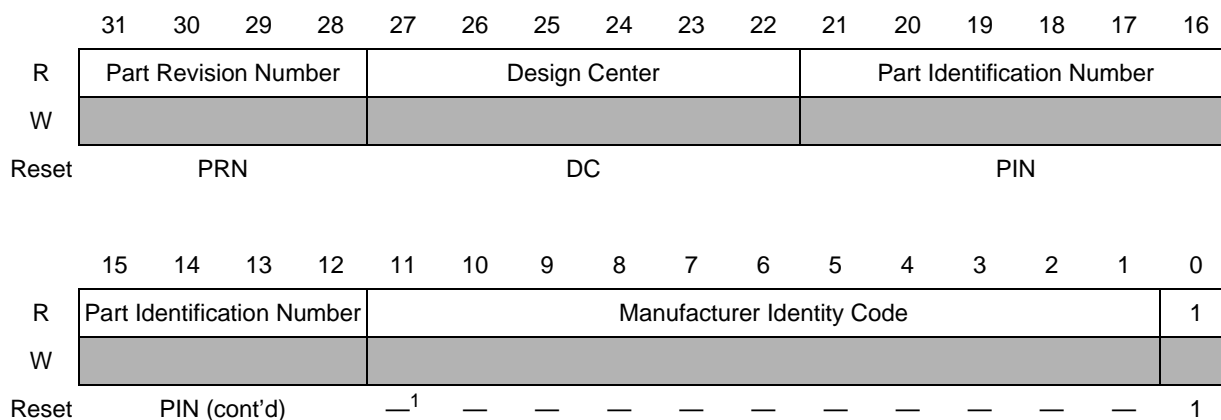 31 30 29 28 27 26 25 24 23 22 21 20 19 18 17 16
R Part Revision Number Design Center Part Identification Number
W
Reset PRN DC PIN
15 14 13 12 11 10 9 8 7 6 5 4 3 2 1 0
R Part Identification Number Manufacturer Identity Code 1
W
Reset PIN (cont’d) —1 — — — — — — — — — — 1